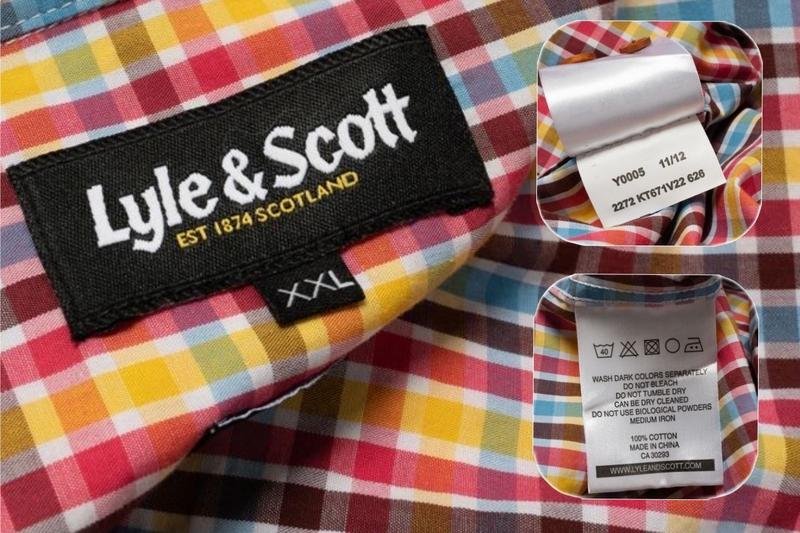 Lyle & Scott
EST 1874 SCOTLAND
XXL
Y0005 11/12
2272 KT671V22 626
40
WASH DARK COLORS SEPARATELY
DO NOT BLEACH
DO NOT TUMBLE DRY
CAN BE DRY CLEANED
DO NOT USE BIOLOGICAL POWDERS
MEDIUM IRON
100% COTTON
MADE IN CHINA
CA 30293
WWW.LYLEANDSCOTT.COM